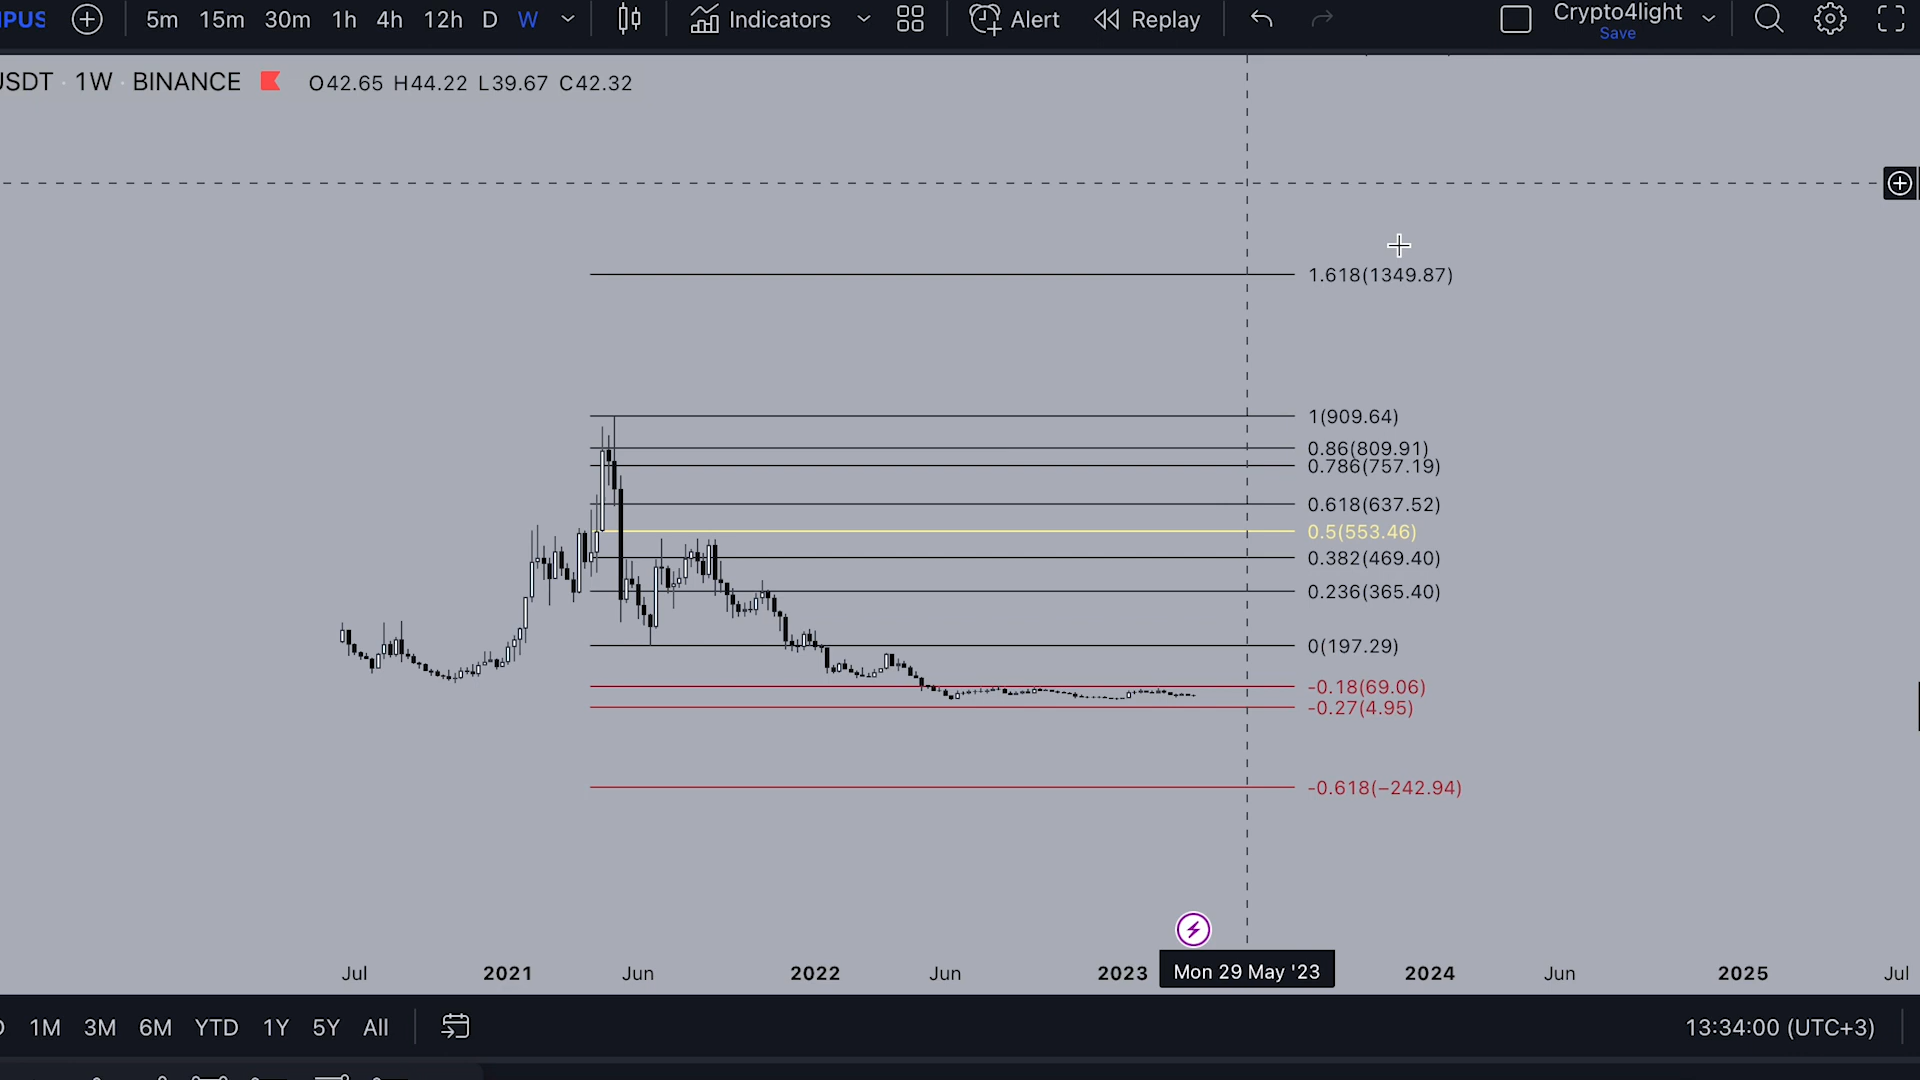 5m 15m 30m 1h 4h 12h D W Indicators Alert Replay Crypto4light
Save
1W · BINANCE O42.65 H44.22 L39.67 C42.32
1.618(1349.87)
1(909.64)
0.86(809.91)
0.786(757.19)
0.618(637.52)
0.5(553.46)
0.382(469.40)
0.236(365.40)
0(197.29)
-0.18(69.06)
-0.27(4.95)
-0.618(−242.94)
Jul 2021 Jun 2022 Jun 2023 Mon 29 May '23 2024 Jun 2025 Jul
1M 3M 6M YTD 1Y 5Y All 13:34:00 (UTC+3)